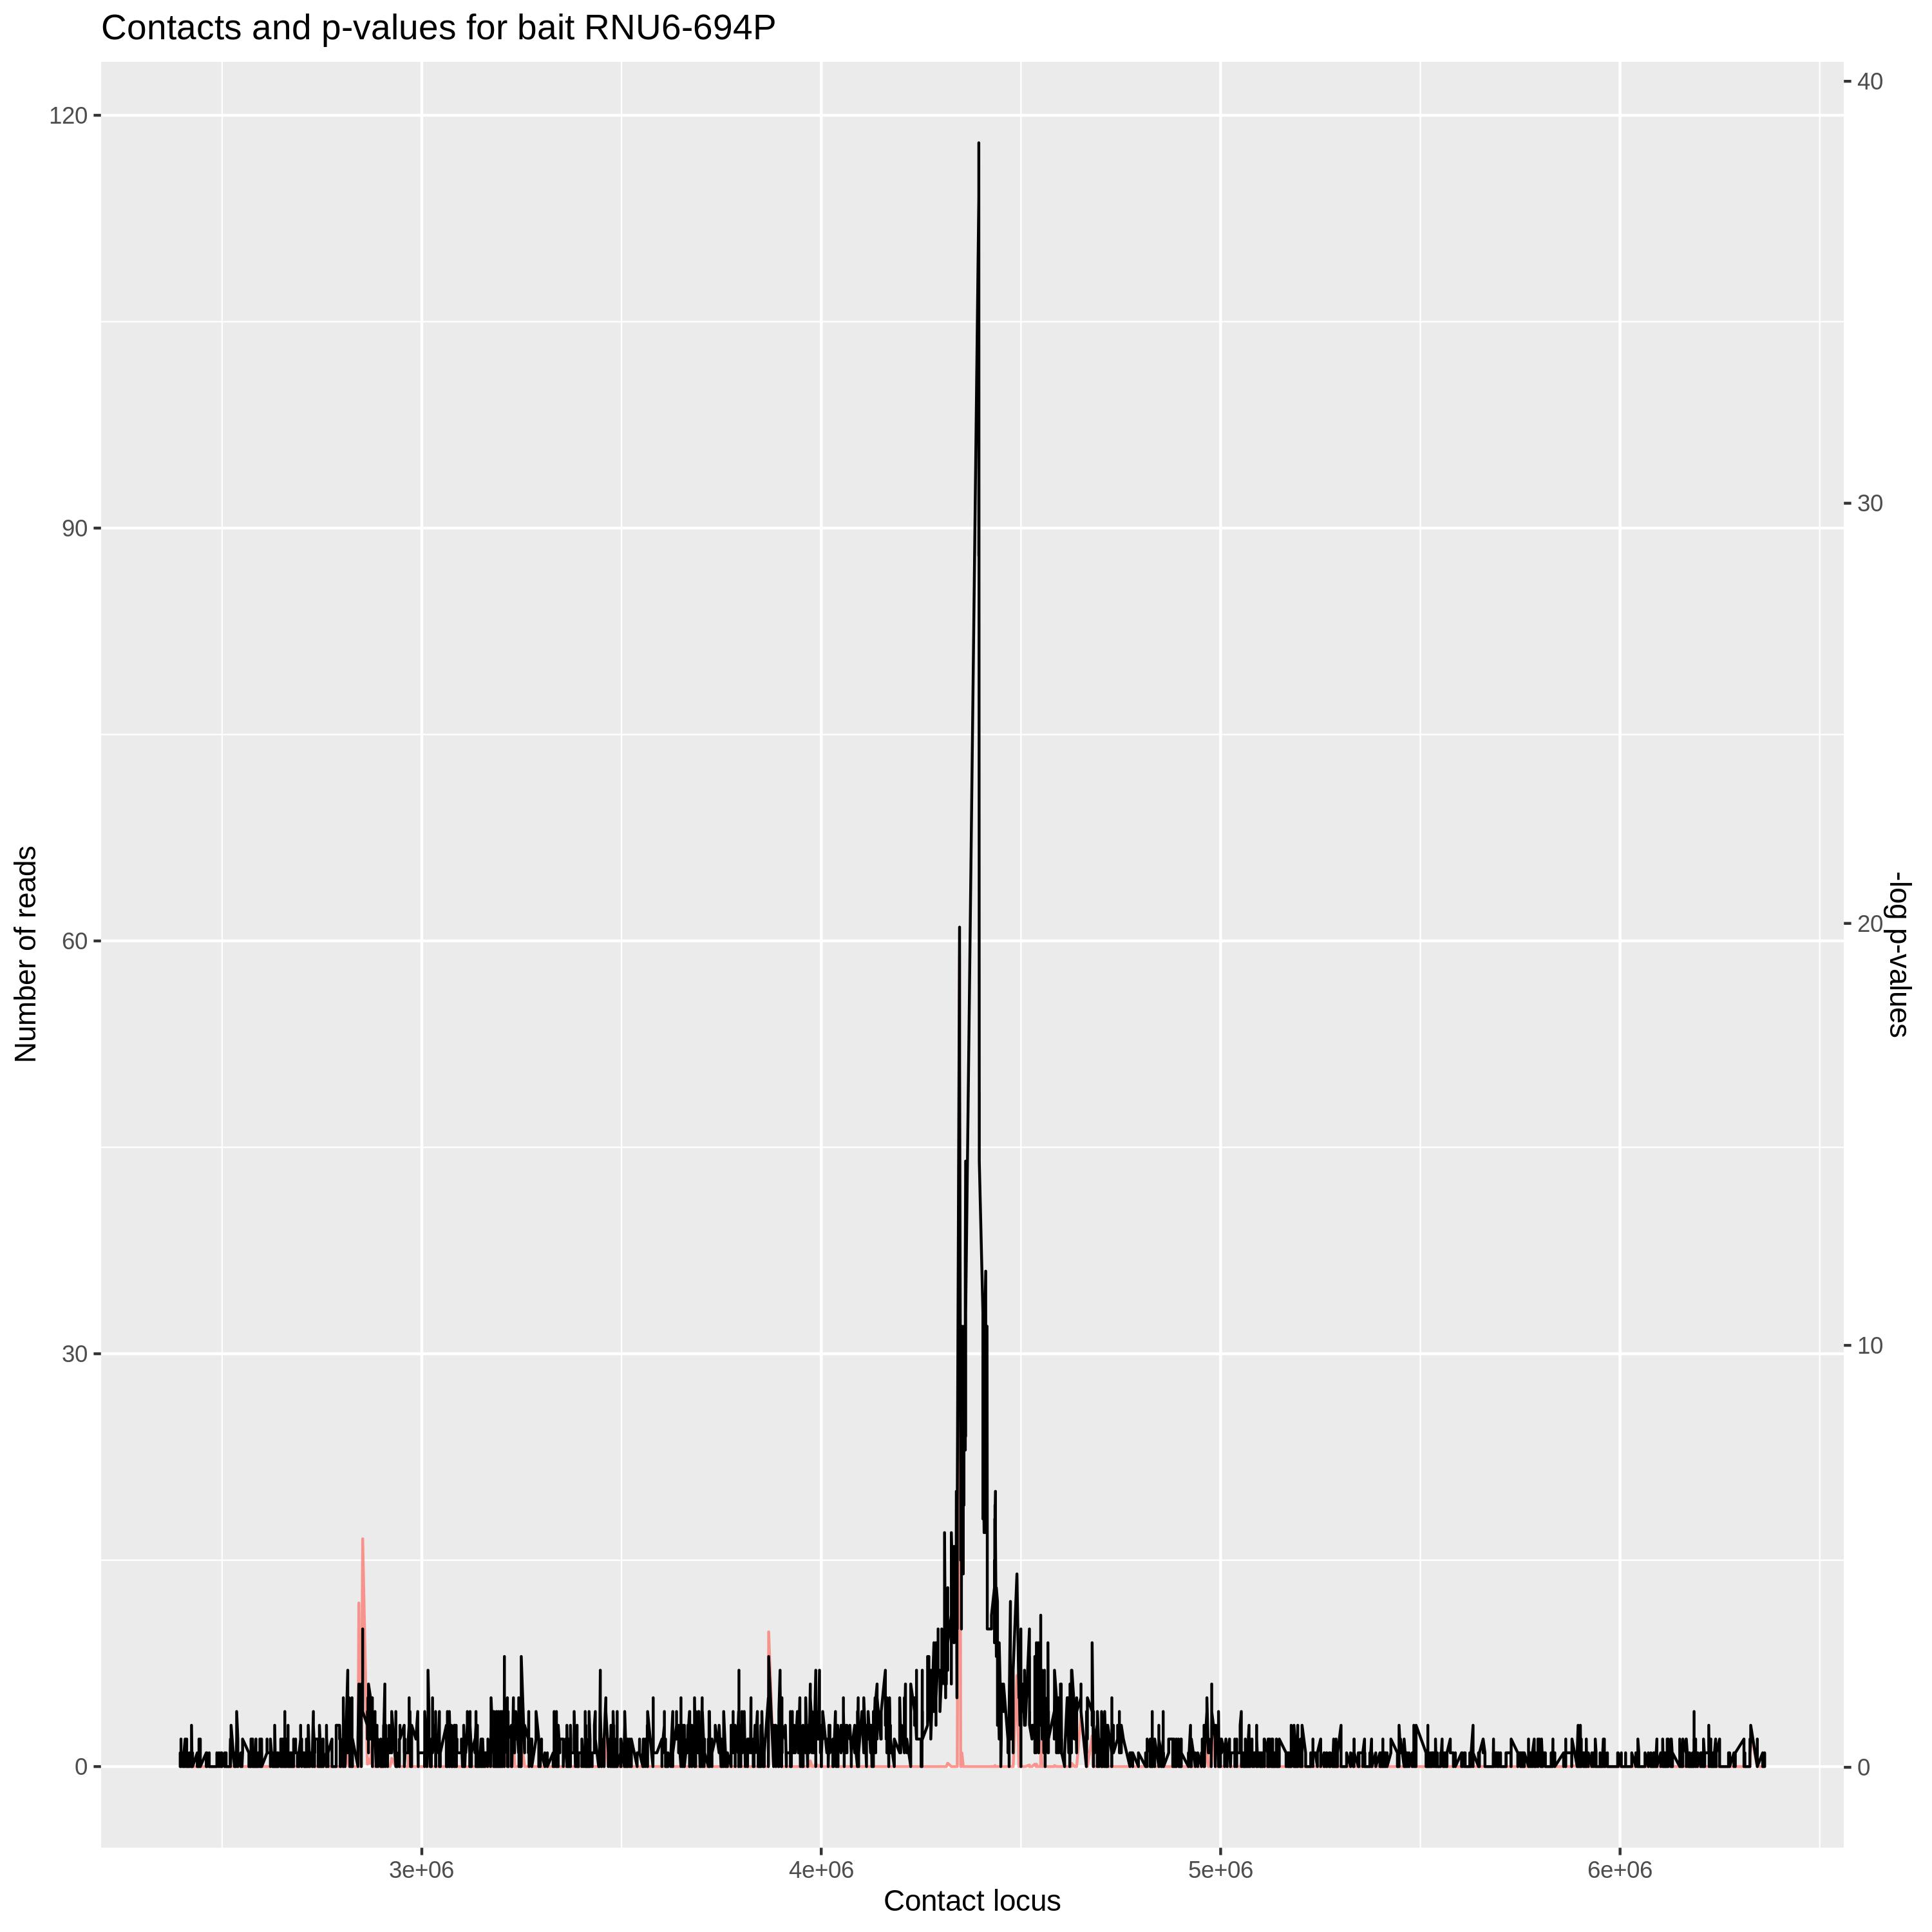 Contacts and p-values for bait RNU6-694P
120
90
60
30
0
40
30
20
10
0
Number of reads
-log p-values
3e+06
4e+06
5e+06
6e+06
Contact locus